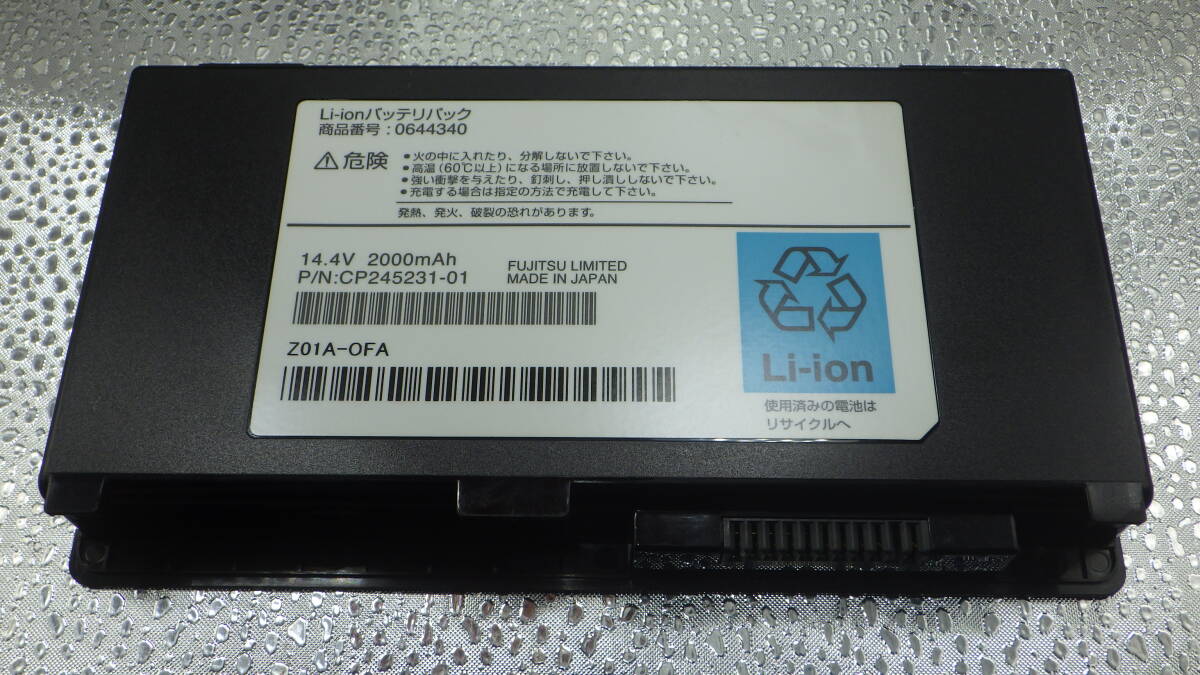 Li-ionバッテリパック
商品番号：0644340
⚠危険
●火の中に入れたり、分解しないで下さい。
●高温（60℃以上）になる場所に放置しないで下さい。
●強い衝撃を与えたり、釘刺し、押し潰ししないで下さい。
●充電する場合は指定の方法で充電して下さい。
発熱、発火、破裂の恐れがあります。
14.4V 2000mAh
P/N:CP245231-01
FUJITSU LIMITED
MADE IN JAPAN
Z01A-OFA
Li-ion
使用済みの電池は
リサイクルへ